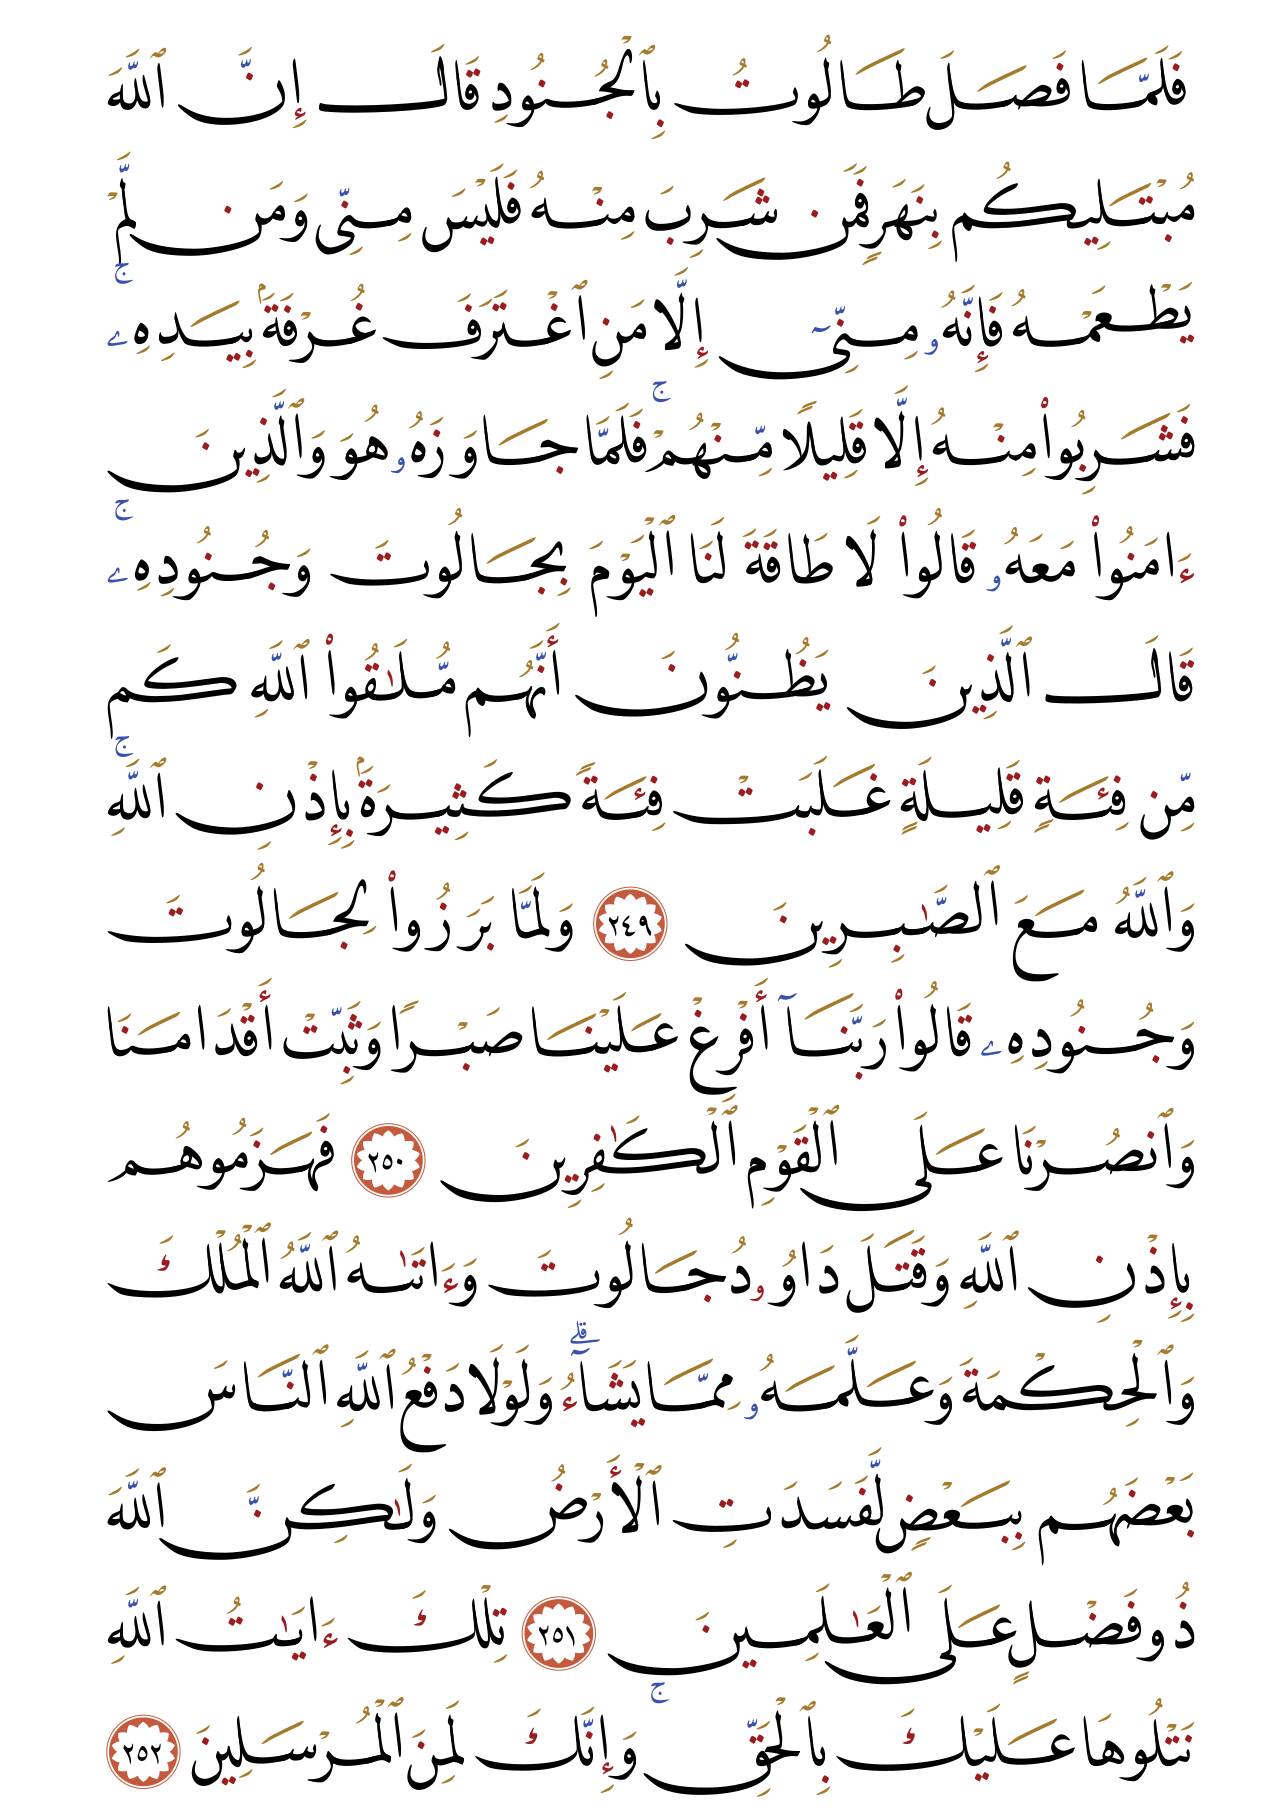 فَلَمَّا فَصَلَ طَالُوتُ بِٱلْجُنُودِ قَالَ إِنَّ ٱللَّهَ
مُبْتَلِيكُم بِنَهَرٍ فَمَن شَرِبَ مِنْهُ فَلَيْسَ مِنِّى وَمَن لَّمْ
يَطْعَمْهُ فَإِنَّهُۥ مِنِّىٓ إِلَّا مَنِ ٱغْتَرَفَ غُرْفَةًۢ بِيَدِهِۦ ۚ
فَشَرِبُوا۟ مِنْهُ إِلَّا قَلِيلًا مِّنْهُمْ ۚ فَلَمَّا جَاوَزَهُۥ هُوَ وَٱلَّذِينَ
ءَامَنُوا۟ مَعَهُۥ قَالُوا۟ لَا طَاقَةَ لَنَا ٱلْيَوْمَ بِجَالُوتَ وَجُنُودِهِۦ ۚ
قَالَ ٱلَّذِينَ يَظُنُّونَ أَنَّهُم مُّلَـٰقُوا۟ ٱللَّهِ كَم
مِّن فِئَةٍ قَلِيلَةٍ غَلَبَتْ فِئَةً كَثِيرَةًۢ بِإِذْنِ ٱللَّهِ ۗ
وَٱللَّهُ مَعَ ٱلصَّـٰبِرِينَ ٢٤٩ وَلَمَّا بَرَزُوا۟ لِجَالُوتَ
وَجُنُودِهِۦ قَالُوا۟ رَبَّنَآ أَفْرِغْ عَلَيْنَا صَبْرًا وَثَبِّتْ أَقْدَامَنَا
وَٱنصُرْنَا عَلَى ٱلْقَوْمِ ٱلْكَـٰفِرِينَ ٢٥٠ فَهَزَمُوهُم
بِإِذْنِ ٱللَّهِ وَقَتَلَ دَاوُۥدُ جَالُوتَ وَءَاتَىٰهُ ٱللَّهُ ٱلْمُلْكَ
وَٱلْحِكْمَةَ وَعَلَّمَهُۥ مِمَّا يَشَآءُ ۗ وَلَوْلَا دَفْعُ ٱللَّهِ ٱلنَّاسَ
بَعْضَهُم بِبَعْضٍ لَّفَسَدَتِ ٱلْأَرْضُ وَلَـٰكِنَّ ٱللَّهَ
ذُو فَضْلٍ عَلَى ٱلْعَـٰلَمِينَ ٢٥١ تِلْكَ ءَايَـٰتُ ٱللَّهِ
نَتْلُوهَا عَلَيْكَ بِٱلْحَقِّ ۚ وَإِنَّكَ لَمِنَ ٱلْمُرْسَلِينَ ٢٥٢